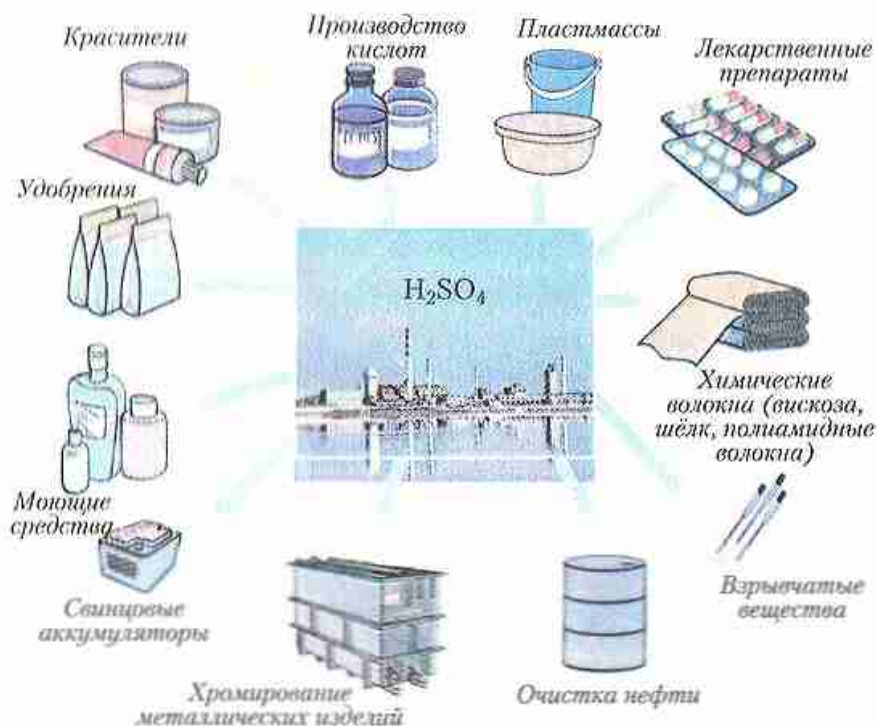 Красители
Производство
кислот
Пластмассы
Лекарственные
препараты
Удобрения
H₂SO₄
Химические
волокна (вискоза,
шёлк, полиамидные
волокна)
Моющие
средства
Взрывчатые
вещества
Свинцовые
аккумуляторы
Хромирование
металлических изделий
Очистка нефти